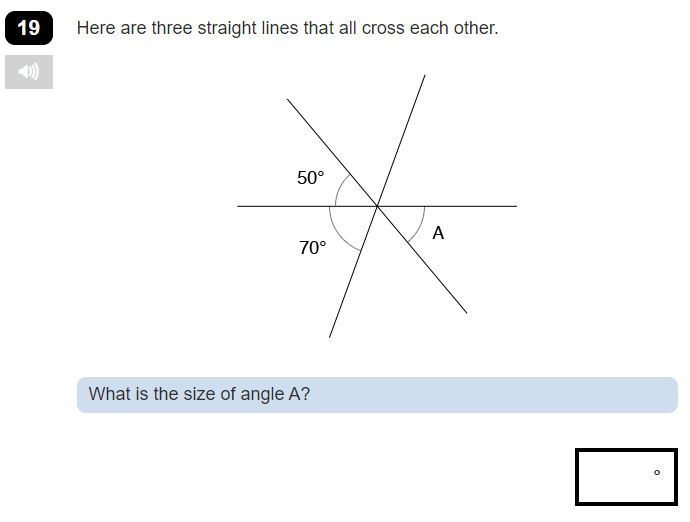 19
Here are three straight lines that all cross each other.
50°
A
70°
What is the size of angle A?
°